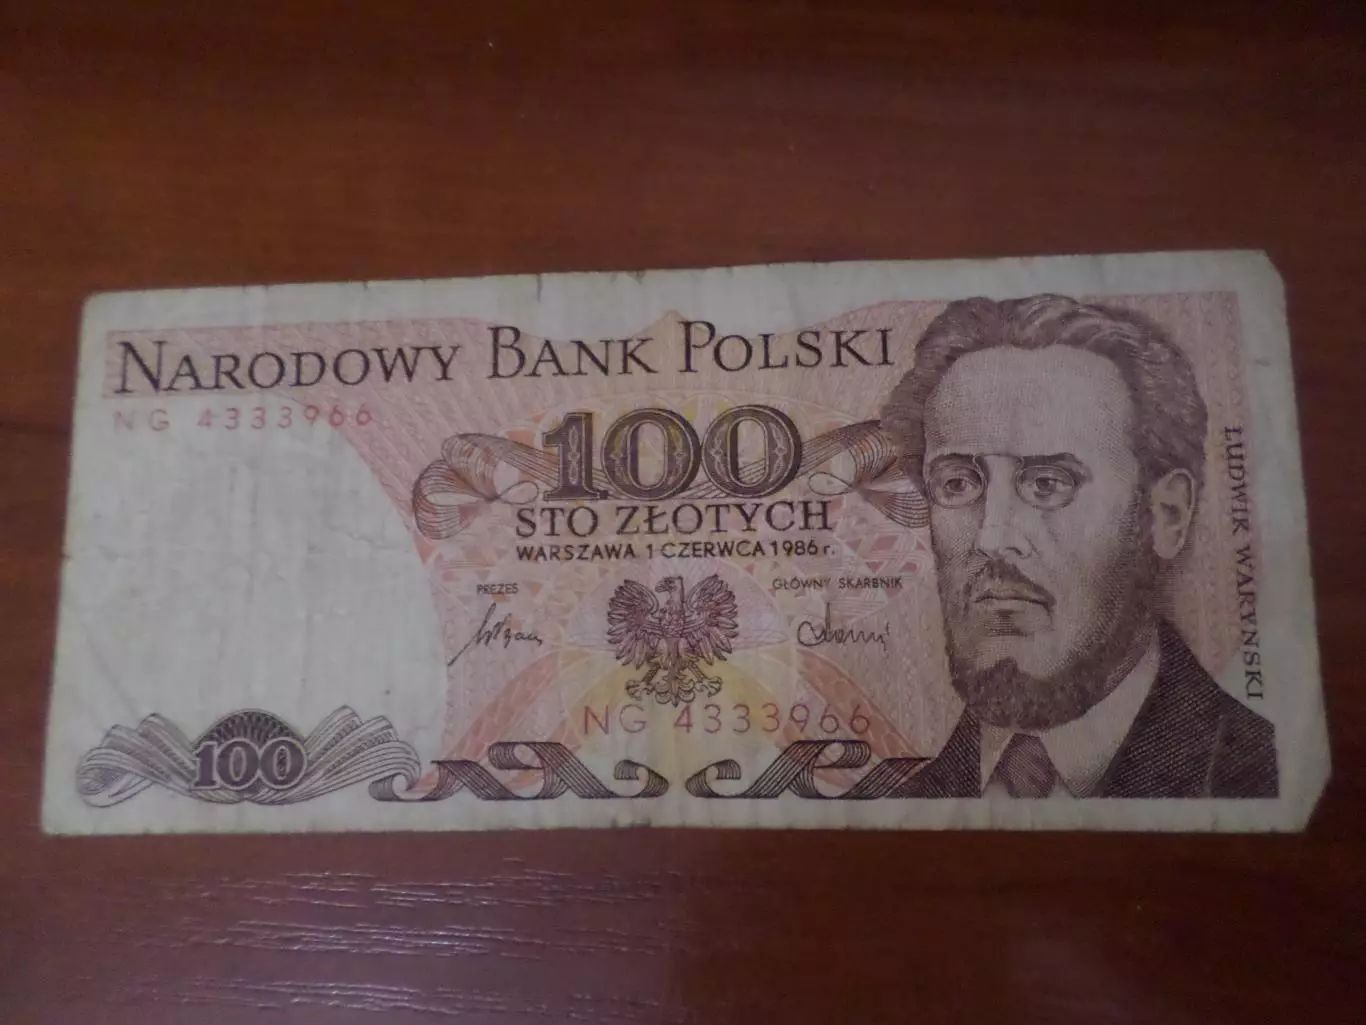 NARODOWY BANK POLSKI
NG 4333966
100
STO ZŁOTYCH
WARSZAWA 1 CZERWCA 1986 r.
PREZES
GŁÓWNY SKARBNIK
NG 4333966
100
LUDWIK WARYŃSKI